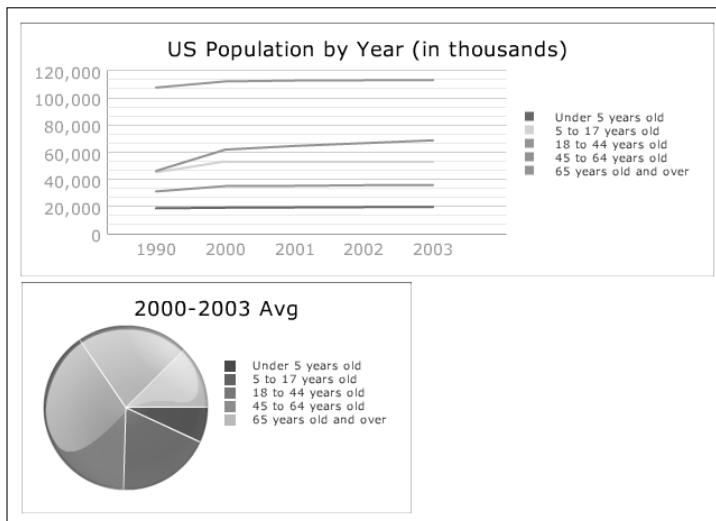 US Population by Year (in thousands)
120,000
100,000
80,000
60,000
40,000
20,000
0
1990 2000 2001 2002 2003
Under 5 years old
5 to 17 years old
18 to 44 years old
45 to 64 years old
65 years old and over
2000-2003 Avg
Under 5 years old
5 to 17 years old
18 to 44 years old
45 to 64 years old
65 years old and over